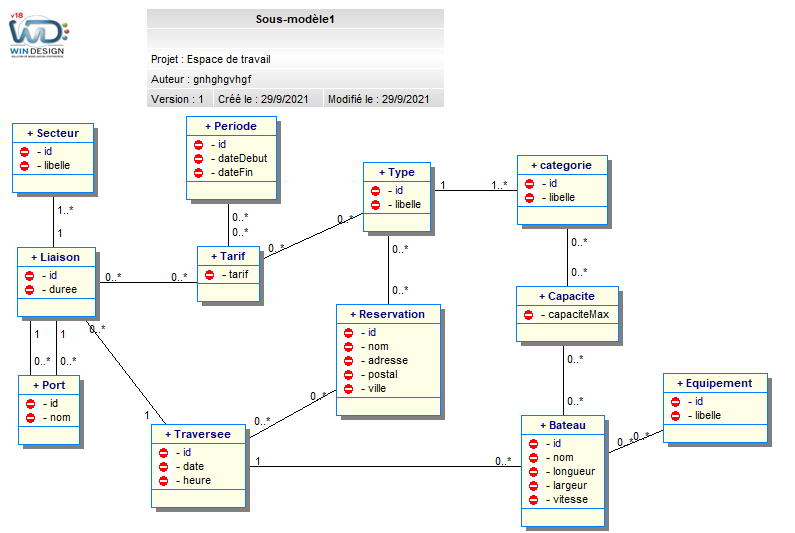 v18
WIN DESIGN
Sous-modèle1
Projet : Espace de travail
Auteur : gnhghgvhgf
Version : 1 Créé le : 29/9/2021 Modifié le : 29/9/2021
+ Secteur
- id
- libelle
+ Periode
- id
- dateDebut
- dateFin
+ Type
- id
- libelle
+ categorie
- id
- libelle
1 1..*
1..*
1
0..*
0..*
0..* 0..*
+ Liaison
- id
- duree
0..* 0..*
+ Tarif
- tarif
0..*
0..*
0..*
0..*
+ Capacite
- capaciteMax
+ Reservation
- id
- nom
- adresse
- postal
- ville
1 1 0..*
0..* 0..*
0..*
0..*
+ Port
- id
- nom
+ Equipement
- id
- libelle
0..*
0..*
1
+ Traversee
- id
- date
- heure
+ Bateau
- id
- nom
- longueur
- largeur
- vitesse
0..* 0..*
1 0..*